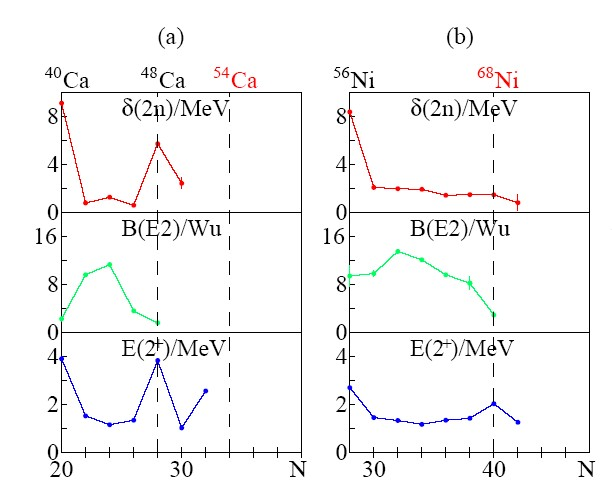 (a)
(b)
⁴⁰Ca ⁴⁸Ca ⁵⁴Ca
⁵⁶Ni ⁶⁸Ni
δ(2n)/MeV
8
4
0
δ(2n)/MeV
8
4
0
B(E2)/Wu
16
8
0
B(E2)/Wu
16
8
0
E(2⁺)/MeV
4
2
0
20 30 N
E(2⁺)/MeV
4
2
0
30 40 N